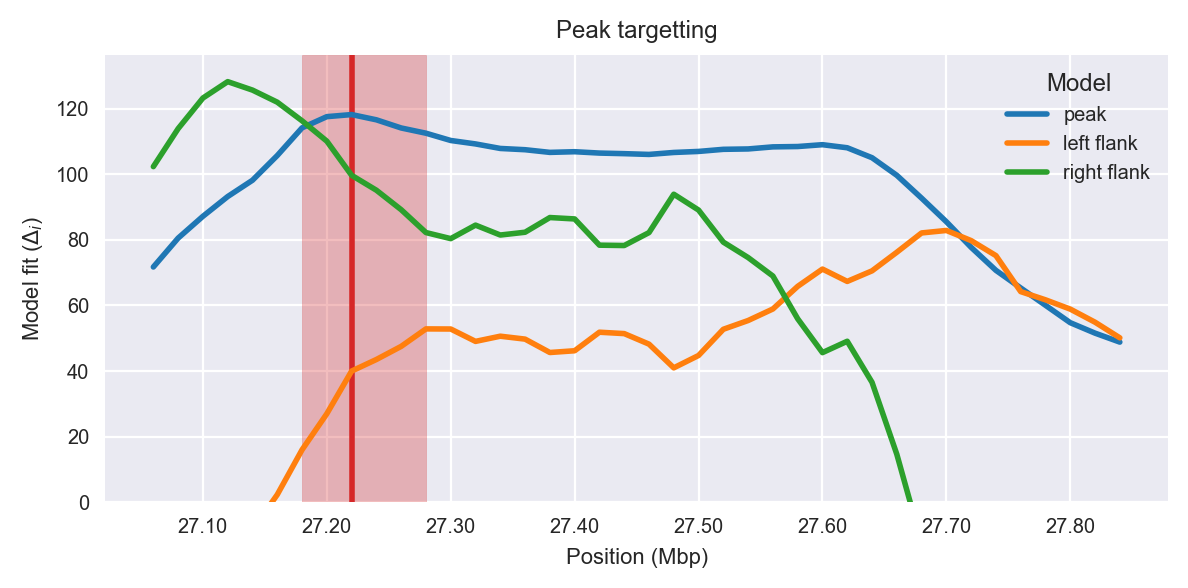 Peak targetting
Model fit (Δi)
120
100
80
60
40
20
0
Model
peak
left flank
right flank
27.10 27.20 27.30 27.40 27.50 27.60 27.70 27.80
Position (Mbp)